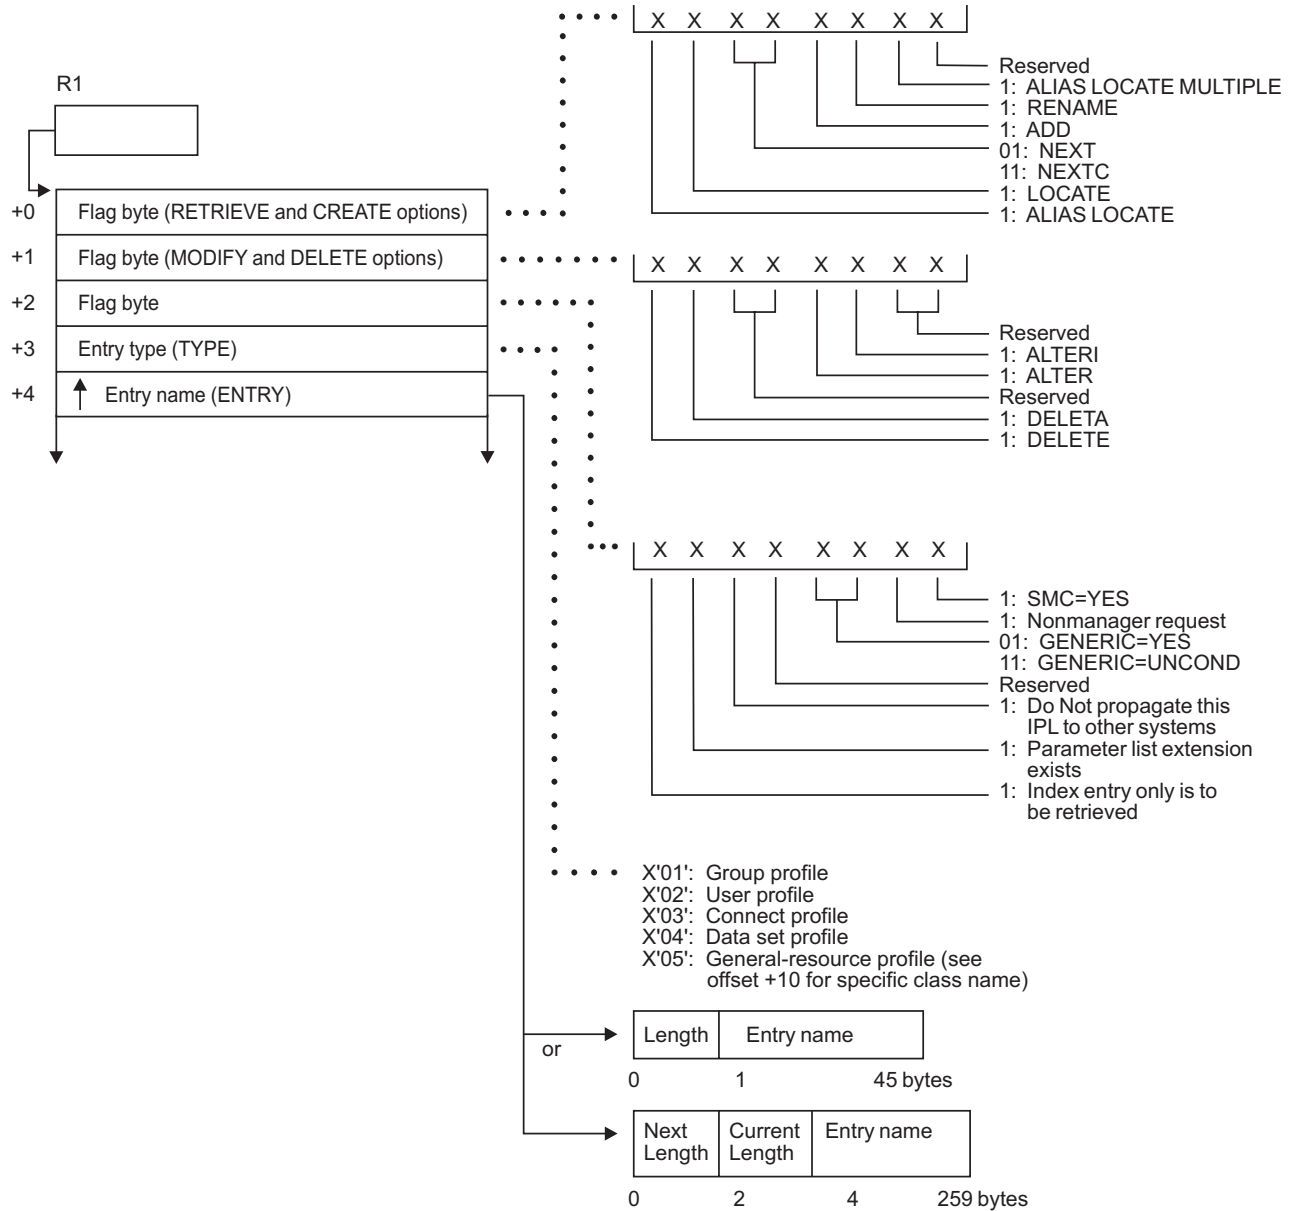 X X X X X X X X
Reserved
1: ALIAS LOCATE MULTIPLE
1: RENAME
1: ADD
01: NEXT
11: NEXTC
1: LOCATE
1: ALIAS LOCATE
R1
+0 Flag byte (RETRIEVE and CREATE options)
+1 Flag byte (MODIFY and DELETE options)
+2 Flag byte
+3 Entry type (TYPE)
+4 Entry name (ENTRY)
X X X X X X X X
Reserved
1: ALTERI
1: ALTER
Reserved
1: DELETA
1: DELETE
X X X X X X X X
1: SMC=YES
1: Nonmanager request
01: GENERIC=YES
11: GENERIC=UNCOND
Reserved
1: Do Not propagate this
IPL to other systems
1: Parameter list extension
exists
1: Index entry only is to
be retrieved
X'01': Group profile
X'02': User profile
X'03': Connect profile
X'04': Data set profile
X'05': General-resource profile (see
offset +10 for specific class name)
Length Entry name
or
0 1 45 bytes
Next Length
Current Length
Entry name
0 2 4 259 bytes